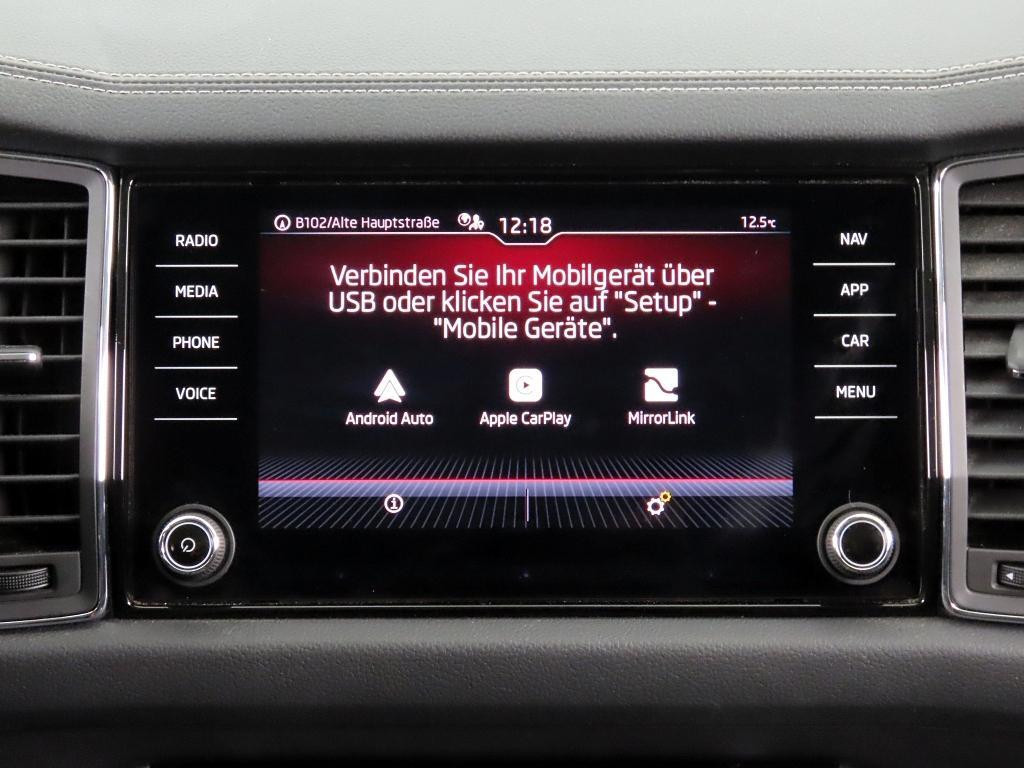 B102/Alte Hauptstraße 12:18 12.5°C
RADIO
MEDIA
PHONE
VOICE
Verbinden Sie Ihr Mobilgerät über
USB oder klicken Sie auf "Setup" -
"Mobile Geräte".
Android Auto Apple CarPlay MirrorLink
NAV
APP
CAR
MENU